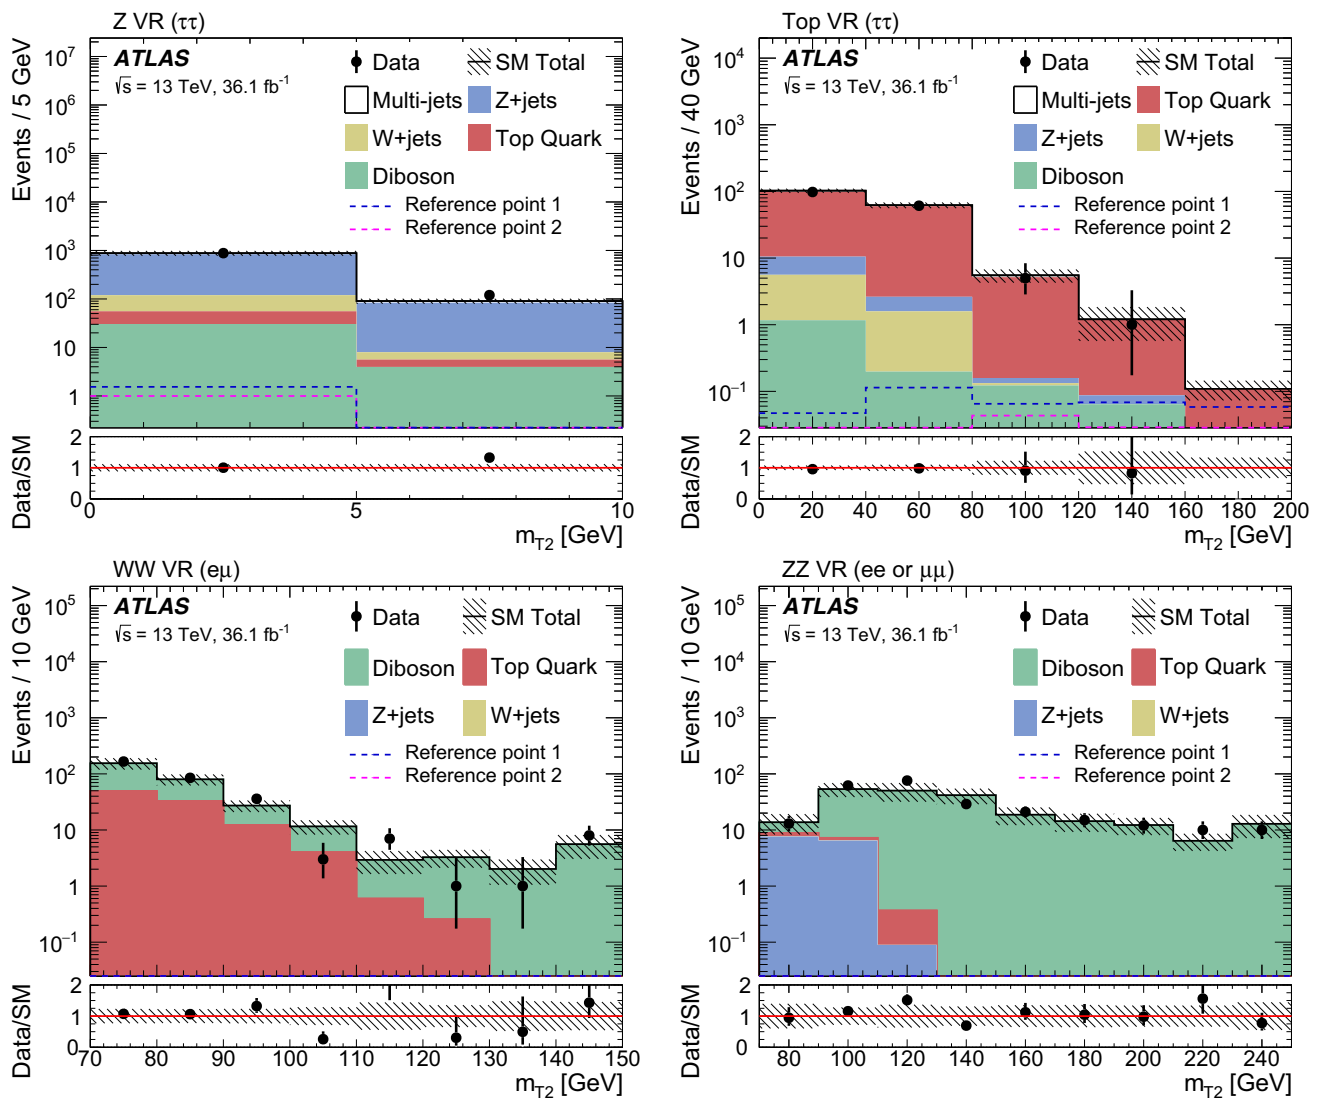 Z VR (ττ)
Events / 5 GeV
10⁷
10⁶
10⁵
10⁴
10³
10²
10
1
ATLAS
√s = 13 TeV, 36.1 fb⁻¹
Data
SM Total
Multi-jets
Z+jets
W+jets
Top Quark
Diboson
Reference point 1
Reference point 2
Data/SM
2
1
0
0 5 10
m_T2 [GeV]
Top VR (ττ)
Events / 40 GeV
10⁴
10³
10²
10
1
10⁻¹
ATLAS
√s = 13 TeV, 36.1 fb⁻¹
Data
SM Total
Multi-jets
Top Quark
Z+jets
W+jets
Diboson
Reference point 1
Reference point 2
Data/SM
2
1
0
0 20 40 60 80 100 120 140 160 180 200
m_T2 [GeV]
WW VR (eμ)
Events / 10 GeV
10⁵
10⁴
10³
10²
10
1
10⁻¹
ATLAS
√s = 13 TeV, 36.1 fb⁻¹
Data
SM Total
Diboson
Top Quark
Z+jets
W+jets
Reference point 1
Reference point 2
Data/SM
2
1
0
70 80 90 100 110 120 130 140 150
m_T2 [GeV]
ZZ VR (ee or μμ)
Events / 10 GeV
10⁵
10⁴
10³
10²
10
1
10⁻¹
ATLAS
√s = 13 TeV, 36.1 fb⁻¹
Data
SM Total
Diboson
Top Quark
Z+jets
W+jets
Reference point 1
Reference point 2
Data/SM
2
1
0
80 100 120 140 160 180 200 220 240
m_T2 [GeV]